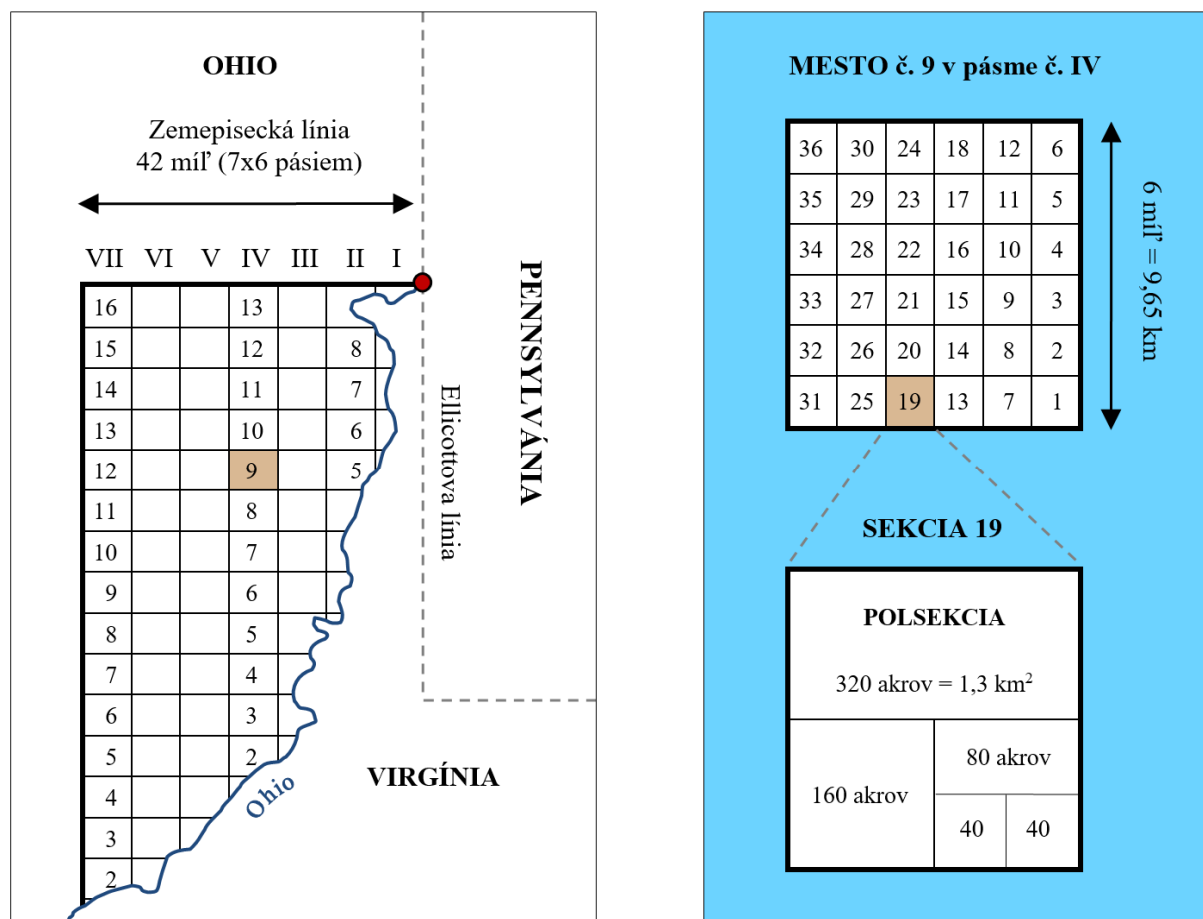 OHIO
Zemepisecká línia
42 míľ (7x6 pásiem)
VII VI V IV III II I
16 13
15 12 8
14 11 7
13 10 6
12 9 5
11 8
10 7
9 6
8 5
7 4
6 3
5 2
4
3
2
Ohio
Ellicottova línia
PENNSYLVÁNIA
VIRGÍNIA
MESTO č. 9 v pásme č. IV
36 30 24 18 12 6
35 29 23 17 11 5
34 28 22 16 10 4
33 27 21 15 9 3
32 26 20 14 8 2
31 25 19 13 7 1
6 míľ = 9,65 km
SEKCIA 19
POLSEKCIA
320 akrov = 1,3 km²
160 akrov
80 akrov
40 40